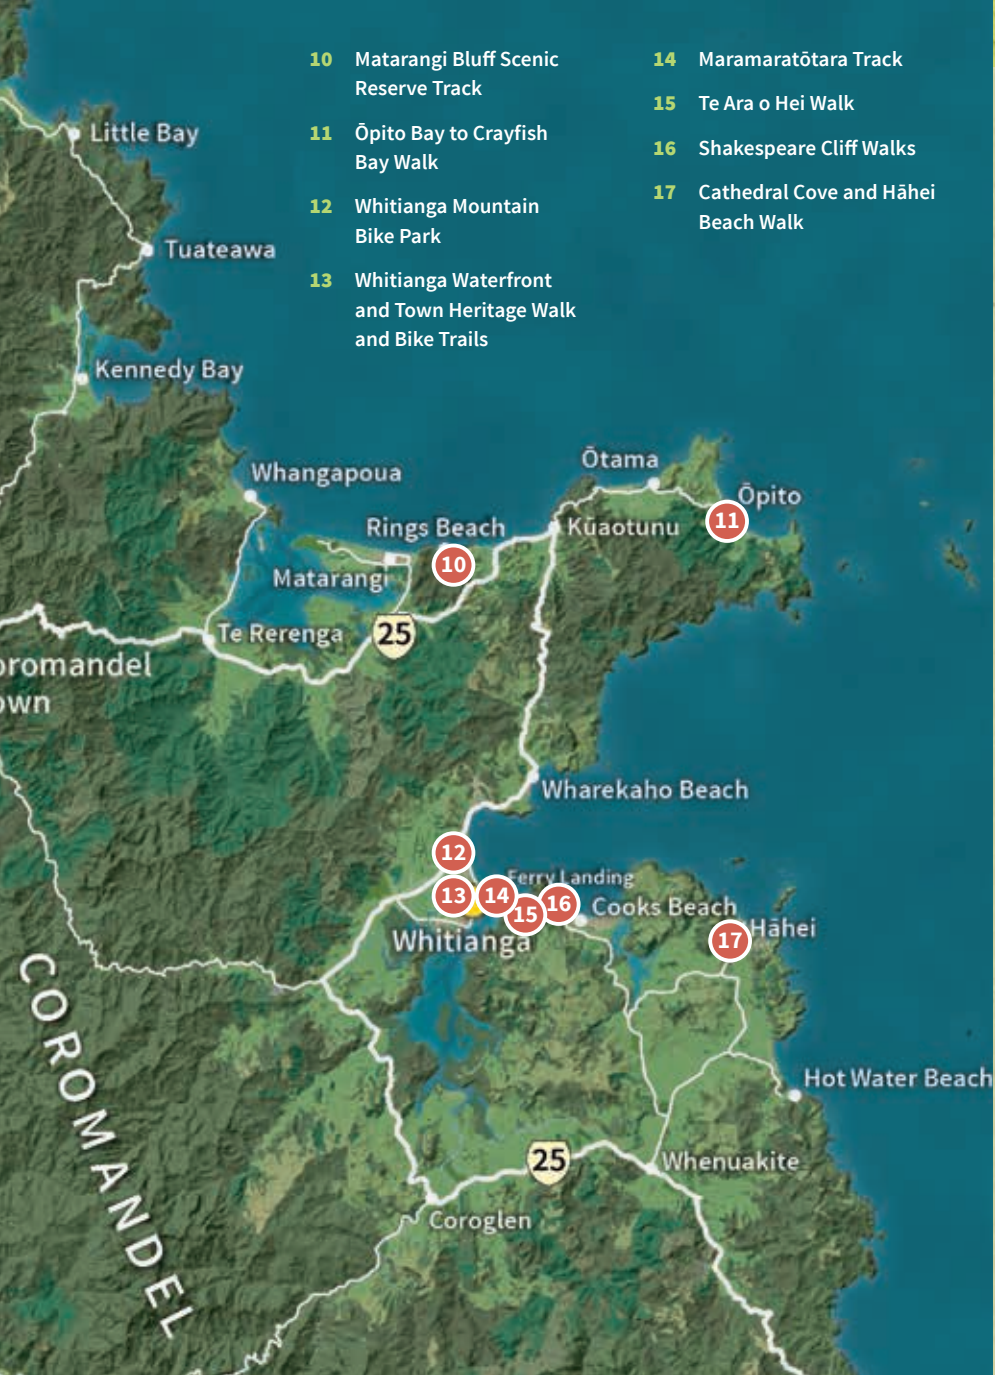 10 Matarangi Bluff Scenic
Reserve Track
11 Ōpito Bay to Crayfish
Bay Walk
12 Whitianga Mountain
Bike Park
13 Whitianga Waterfront
and Town Heritage Walk
and Bike Trails
14 Maramaratōtara Track
15 Te Ara o Hei Walk
16 Shakespeare Cliff Walks
17 Cathedral Cove and Hāhei
Beach Walk
Little Bay
Tuateawa
Kennedy Bay
Whangapoua
Ōtama
Ōpito
11
Rings Beach
Kūaotunu
10
Matarangi
Te Rerenga
25
oromandel
own
Wharekaho Beach
12
Ferry Landing
13
14
15
16
Cooks Beach
Hāhei
17
Whitianga
COROMANDEL
Hot Water Beach
25
Whenuakite
Coroglen